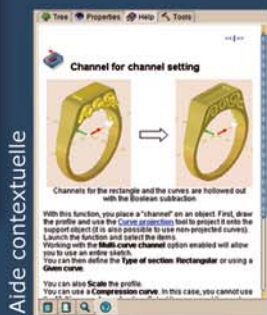 Tree Properties Help Tools
Channel for channel setting
Channels for the rectangle and the curves are hollowed out
with the Boolean subtraction
With this function, you place a "channel" on an object. First, draw
the profile and use the Curve projection tool to project it onto the
support object (it is also possible to use non-projected curves).
Launch the function and select the items.
Working with the Multi-curve channel option enabled will allow
you to use an entire sketch.
You can then define the Type of section: Rectangular or using a
Given curve.
You can also Scale the profile.
You can use a Compression curve. In this case, you cannot use
Aide contextuelle